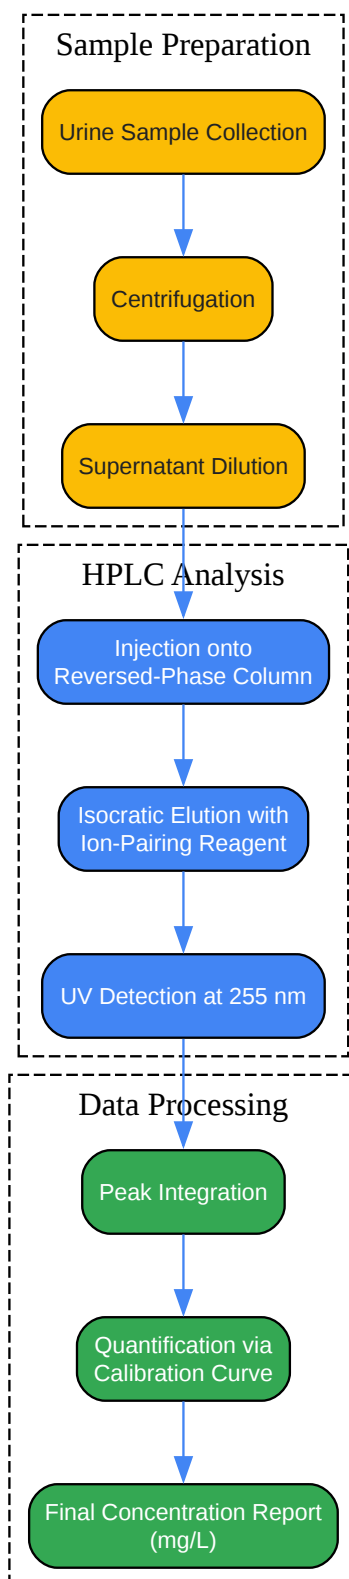 Sample Preparation
Urine Sample Collection
Centrifugation
Supernatant Dilution
HPLC Analysis
Injection onto
Reversed-Phase Column
Isocratic Elution with
Ion-Pairing Reagent
UV Detection at 255 nm
Data Processing
Peak Integration
Quantification via
Calibration Curve
Final Concentration Report
(mg/L)